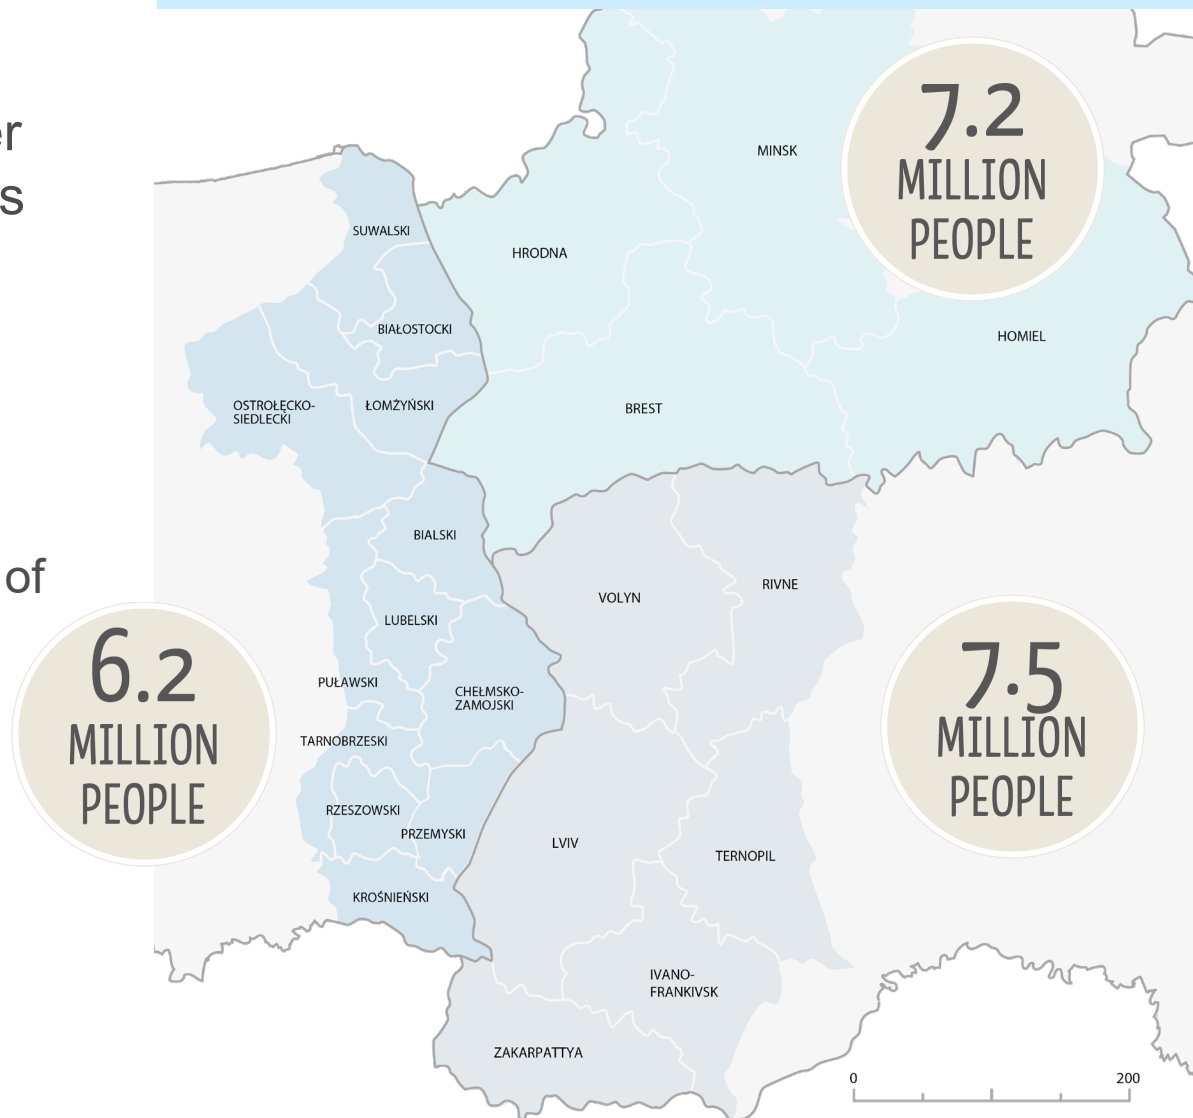 er
s
of
7.2
MILLION
PEOPLE
6.2
MILLION
PEOPLE
7.5
MILLION
PEOPLE
MINSK
SUWALSKI
HRODNA
BIAŁOSTOCKI
HOMIEL
OSTROŁĘCKO-
SIEDLECKI
ŁOMŻYŃSKI
BREST
BIALSKI
VOLYN
RIVNE
LUBELSKI
PUŁAWSKI
CHEŁMSKO-
ZAMOJSKI
TARNOBRZESKI
RZESZOWSKI
PRZEMYSKI
LVIV
TERNOPIL
KROŚNIEŃSKI
IVANO-
FRANKIVSK
ZAKARPATTYA
0 200